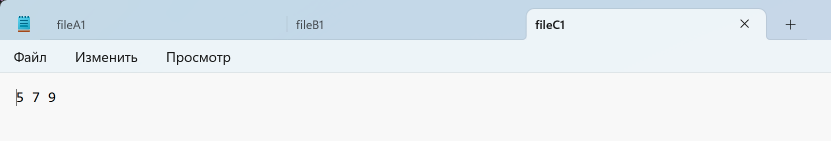 fileA1
fileB1
fileC1
Файл
Изменить
Просмотр
5 7 9